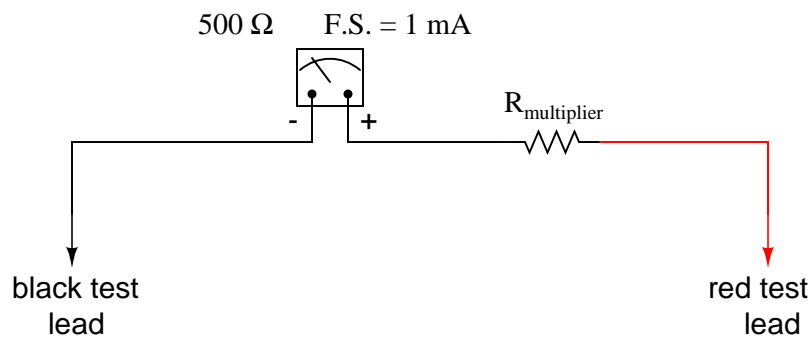 500 Ω F.S. = 1 mA
- +
Rmultiplier
black test
lead
red test
lead